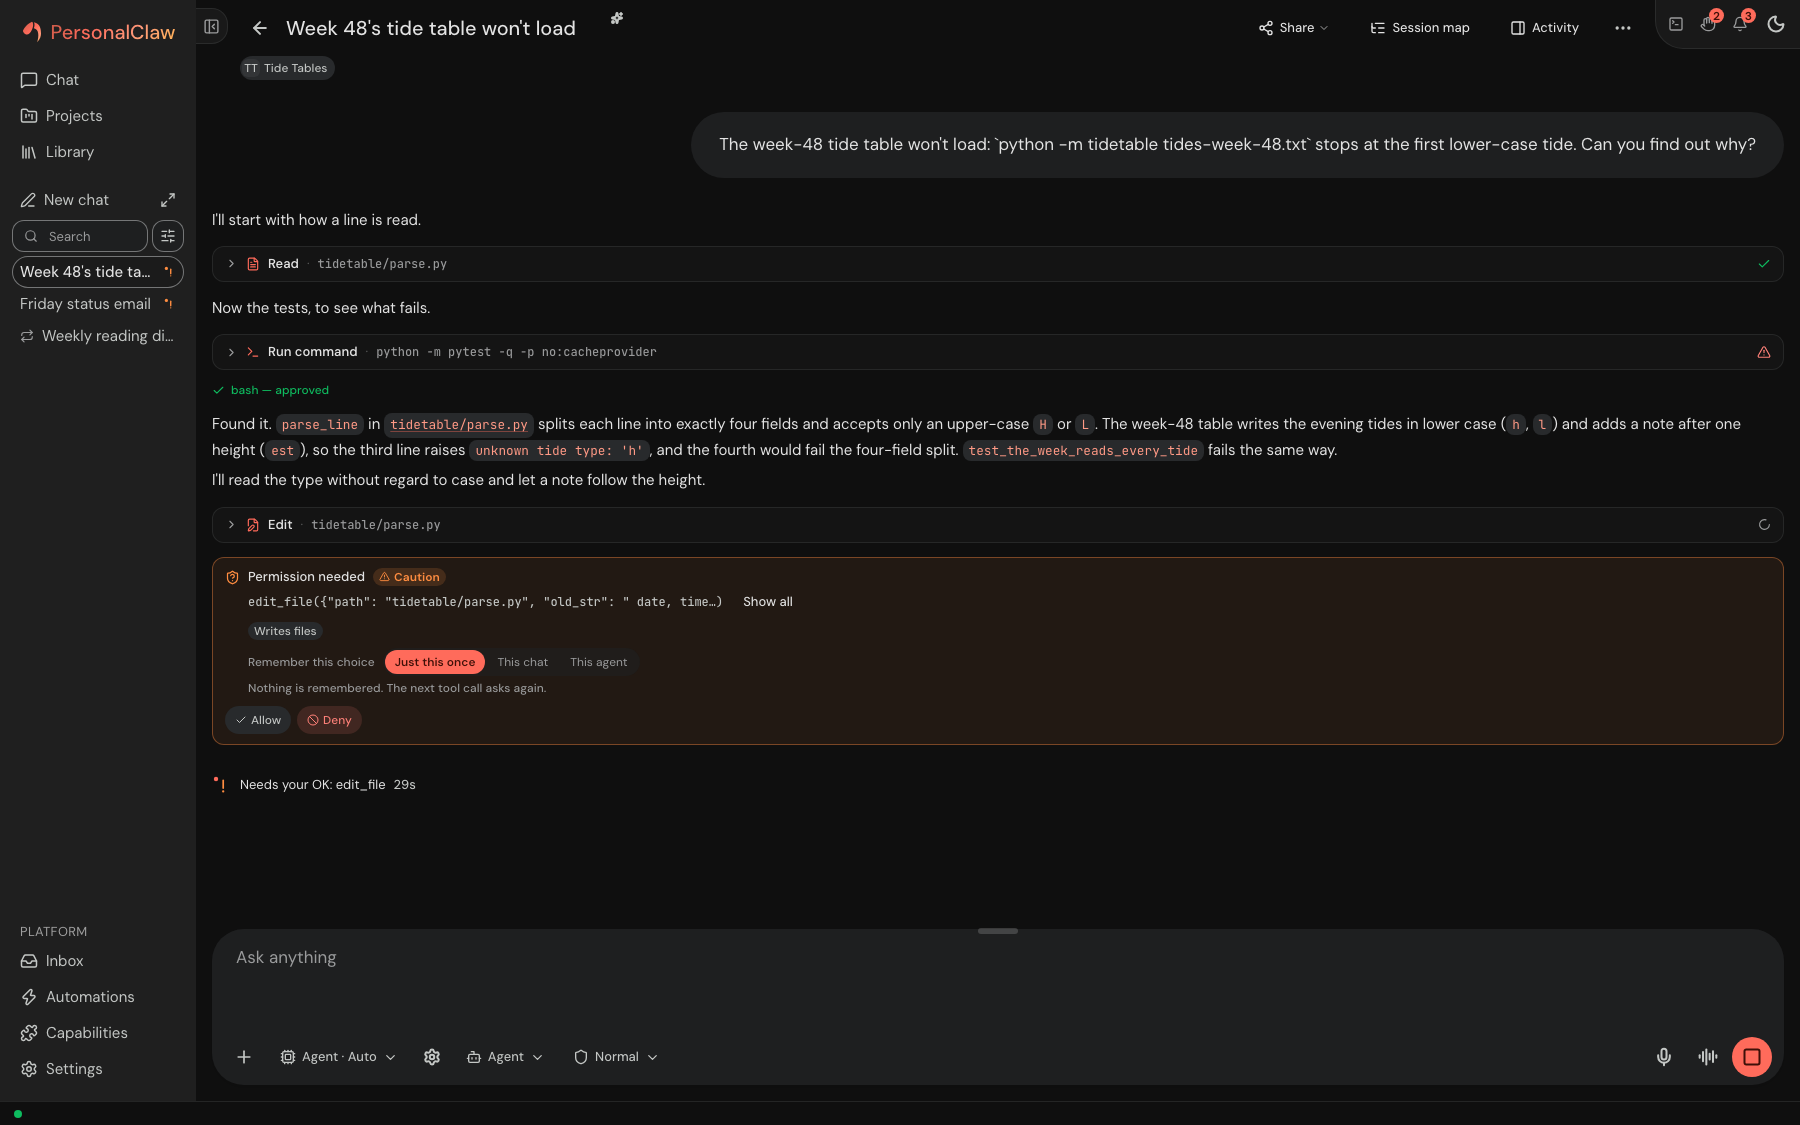 PersonalClaw
Chat
Projects
Library
New chat
Search
Week 48's tide ta...
Friday status email
Weekly reading di...
PLATFORM
Inbox
Automations
Capabilities
Settings
Week 48's tide table won't load
Share
Session map
Activity
2
3
TT Tide Tables
The week-48 tide table won't load: `python -m tidetable tides-week-48.txt` stops at the first lower-case tide. Can you find out why?
I'll start with how a line is read.
Read · tidetable/parse.py
Now the tests, to see what fails.
Run command · python -m pytest -q -p no:cacheprovider
bash — approved
Found it. parse_line in tidetable/parse.py splits each line into exactly four fields and accepts only an upper-case H or L. The week-48 table writes the evening tides in lower case (h, l) and adds a note after one
height (est), so the third line raises unknown tide type: 'h', and the fourth would fail the four-field split. test_the_week_reads_every_tide fails the same way.
I'll read the type without regard to case and let a note follow the height.
Edit · tidetable/parse.py
Permission needed Caution
edit_file({"path": "tidetable/parse.py", "old_str": " date, time…) Show all
Writes files
Remember this choice Just this once This chat This agent
Nothing is remembered. The next tool call asks again.
Allow Deny
Needs your OK: edit_file 29s
Ask anything
Agent · Auto
Agent
Normal